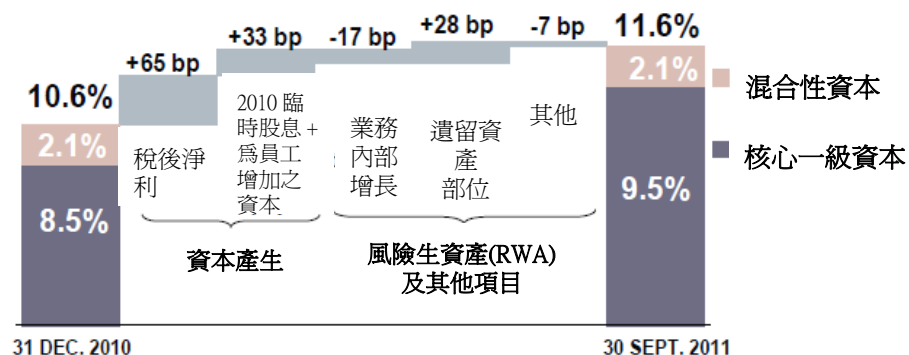 +65 bp
+33 bp
-17 bp
+28 bp
-7 bp
11.6%
10.6%
2.1%
8.5%
稅後淨
利
2010 臨
時股息 +
爲員工
增加之
資本
業務
內部
增長
遺留資
產
部位
其他
2.1%
9.5%
混合性資本
核心一級資本
資本產生
風險生資產(RWA)
及其他項目
31 DEC. 2010
30 SEPT. 2011